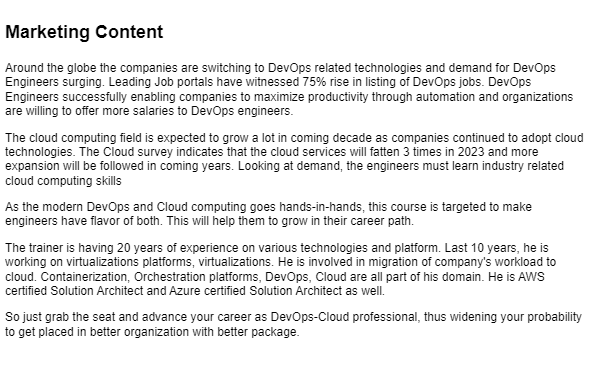 Marketing Content
Around the globe the companies are switching to DevOps related technologies and demand for DevOps
Engineers surging. Leading Job portals have witnessed 75% rise in listing of DevOps jobs. DevOps
Engineers successfully enabling companies to maximize productivity through automation and organizations
are willing to offer more salaries to DevOps engineers.
The cloud computing field is expected to grow a lot in coming decade as companies continued to adopt cloud
technologies. The Cloud survey indicates that the cloud services will fatten 3 times in 2023 and more
expansion will be followed in coming years. Looking at demand, the engineers must learn industry related
cloud computing skills
As the modern DevOps and Cloud computing goes hands-in-hands, this course is targeted to make
engineers have flavor of both. This will help them to grow in their career path.
The trainer is having 20 years of experience on various technologies and platform. Last 10 years, he is
working on virtualizations platforms, virtualizations. He is involved in migration of company's workload to
cloud. Containerization, Orchestration platforms, DevOps, Cloud are all part of his domain. He is AWS
certified Solution Architect and Azure certified Solution Architect as well.
So just grab the seat and advance your career as DevOps-Cloud professional, thus widening your probability
to get placed in better organization with better package.